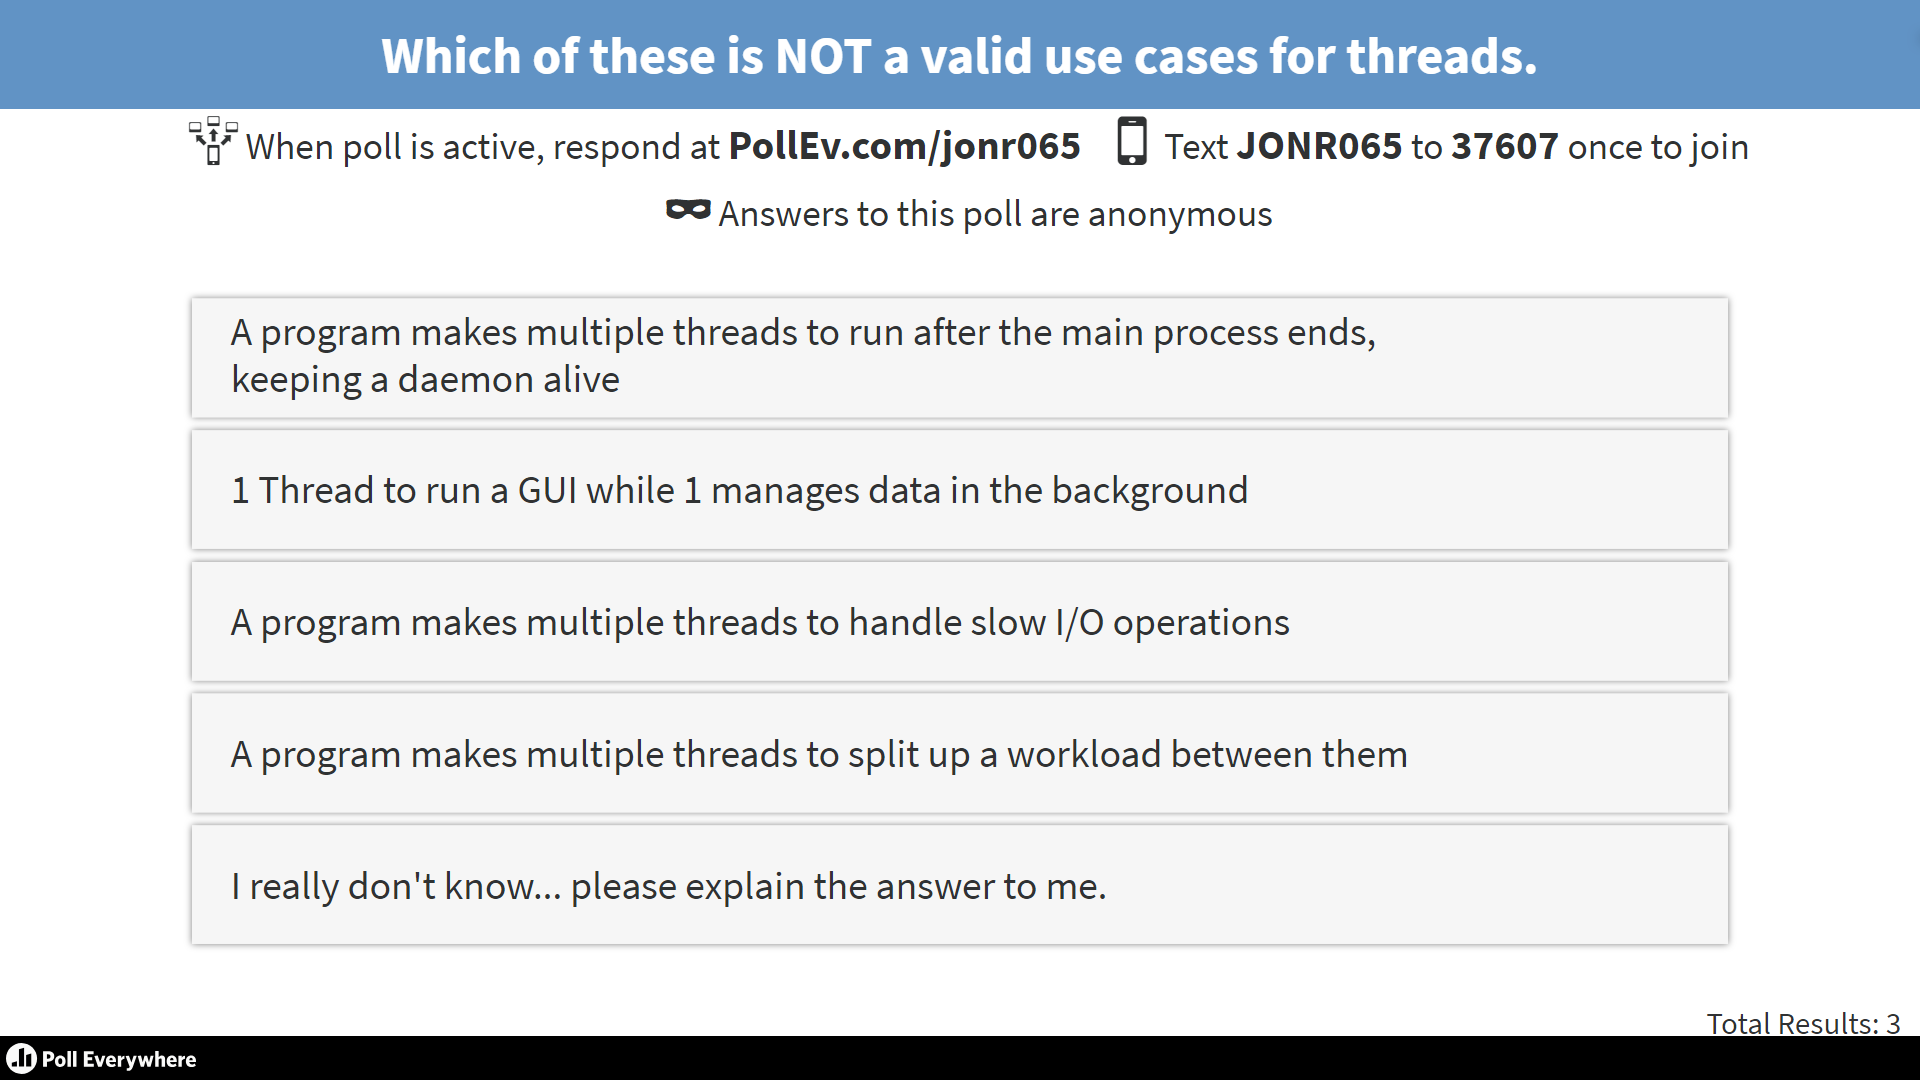 Which of these is NOT a valid use cases for threads.
When poll is active, respond at PollEv.com/jonr065 Text JONR065 to 37607 once to join
Answers to this poll are anonymous
A program makes multiple threads to run after the main process ends,
keeping a daemon alive
1 Thread to run a GUI while 1 manages data in the background
A program makes multiple threads to handle slow I/O operations
A program makes multiple threads to split up a workload between them
I really don't know... please explain the answer to me.
Total Results: 3
Poll Everywhere